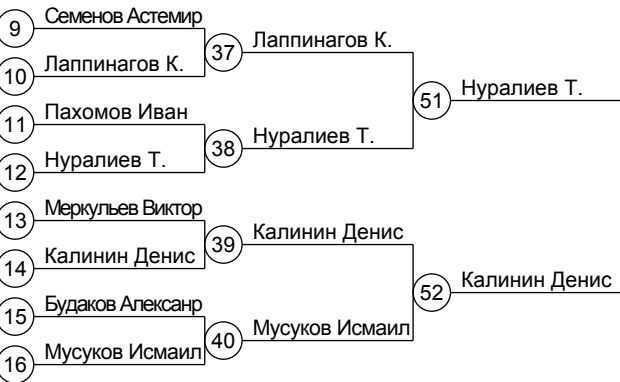 9 Семенов Астемир
37 Лаппинагов К.
10 Лаппинагов К.
51 Нуралиев Т.
11 Пахомов Иван
38 Нуралиев Т.
12 Нуралиев Т.
13 Меркульев Виктор
39 Калинин Денис
14 Калинин Денис
52 Калинин Денис
15 Будаков Алексанр
40 Мусуков Исмаил
16 Мусуков Исмаил